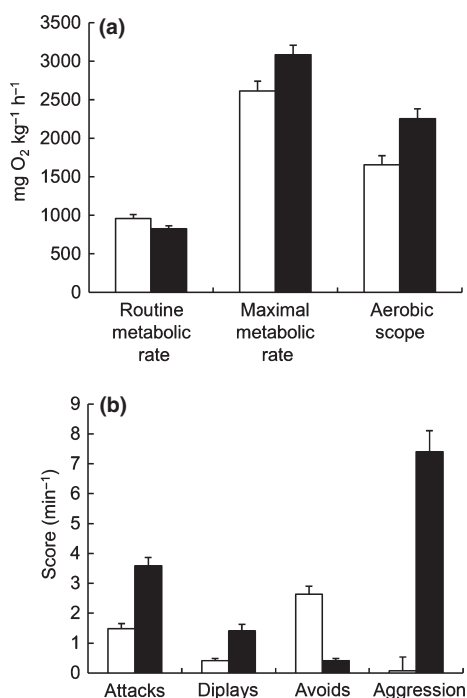 (a)
3500
3000
2500
2000
1500
1000
500
0
mg O₂ kg⁻¹ h⁻¹
Routine metabolic rate
Maximal metabolic rate
Aerobic scope
(b)
9
8
7
6
5
4
3
2
1
0
Score (min⁻¹)
Attacks Diplays Avoids Aggression